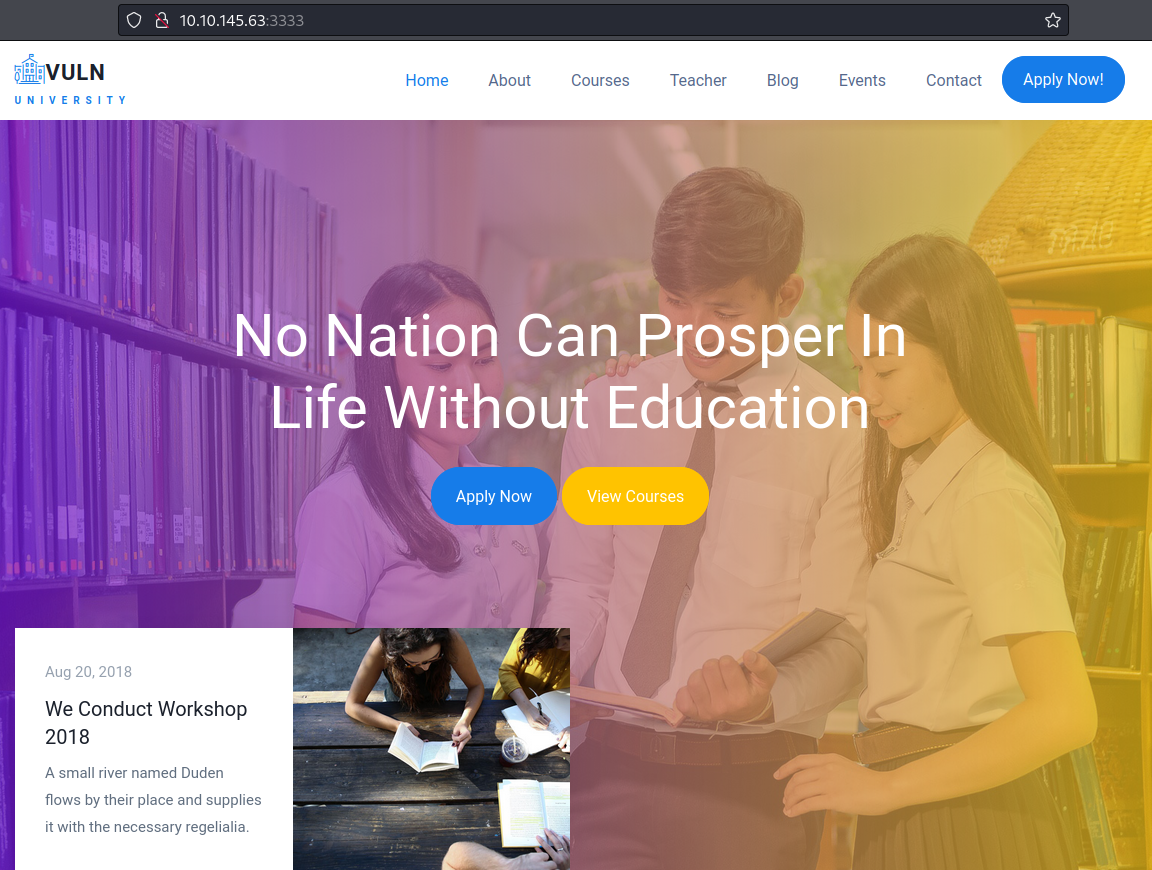 10.10.145.63:3333
VULN
UNIVERSITY
Home About Courses Teacher Blog Events Contact Apply Now!
No Nation Can Prosper In
Life Without Education
Apply Now View Courses
Aug 20, 2018
We Conduct Workshop
2018
A small river named Duden
flows by their place and supplies
it with the necessary regelialia.